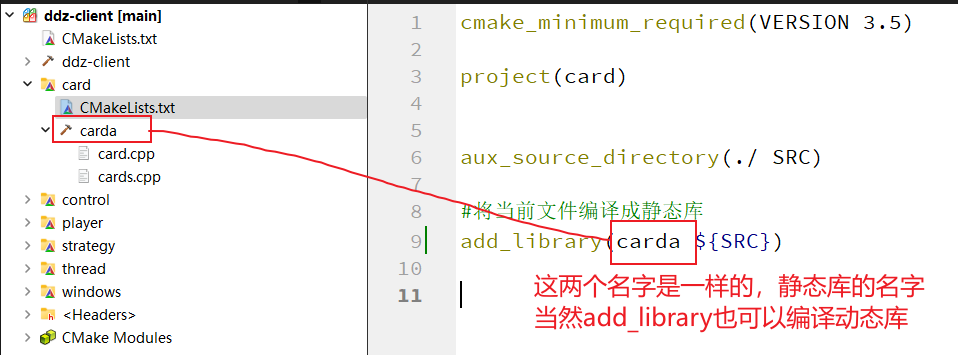 ddz-client [main]
CMakeLists.txt
ddz-client
card
CMakeLists.txt
carda
card.cpp
cards.cpp
control
player
strategy
thread
windows
<Headers>
CMake Modules
1 cmake_minimum_required(VERSION 3.5)
2
3 project(card)
4
5
6 aux_source_directory(./ SRC)
7
8 #将当前文件编译成静态库
9 add_library(carda ${SRC})
10
11
这两个名字是一样的，静态库的名字
当然add_library也可以编译动态库